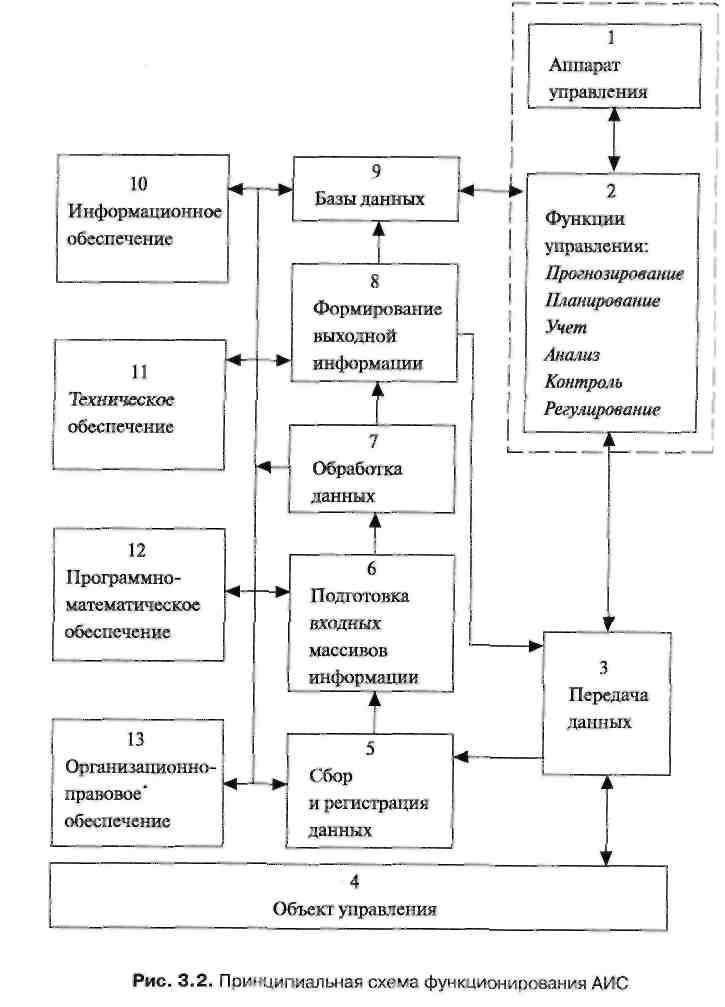 1
Аппарат
управления
2
Функции
управления:
Прогнозирование
Планирование
Учет
Анализ
Контроль
Регулирование
3
Передача
данных
4
Объект управления
5
Сбор
и регистрация
данных
6
Подготовка
входных
массивов
информации
7
Обработка
данных
8
Формирование
выходной
информации
9
Базы данных
10
Информационное
обеспечение
11
Техническое
обеспечение
12
Программно-
математическое
обеспечение
13
Организационно-
правовое
обеспечение
Рис. 3.2. Принципиальная схема функционирования АИС